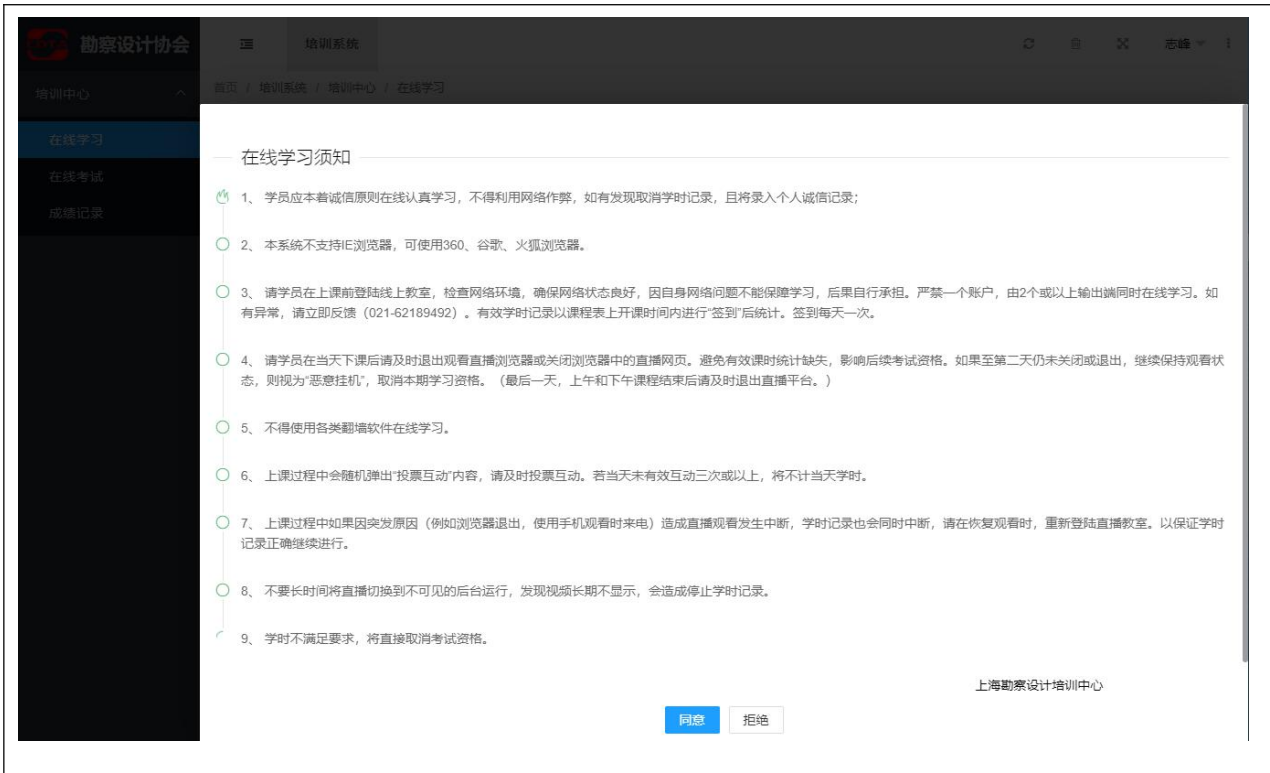 勘察设计协会
培训系统
志峰
培训中心
首页 / 培训系统 / 培训中心 / 在线学习
在线学习
在线考试
成绩记录
在线学习须知
1、 学员应本着诚信原则在线认真学习，不得利用网络作弊，如有发现取消学时记录，且将录入个人诚信记录；
2、 本系统不支持IE浏览器，可使用360、谷歌、火狐浏览器。
3、 请学员在上课前登陆线上教室，检查网络环境，确保网络状态良好，因自身网络问题不能保障学习，后果自行承担。严禁一个账户，由2个或以上输出端同时在线学习。如
有异常，请立即反馈（021-62189492）。有效学时记录以课程表上开课时间内进行“签到”后统计。签到每天一次。
4、 请学员在当天下课后请及时退出观看直播浏览器或关闭浏览器中的直播网页。避免有效课时统计缺失，影响后续考试资格。如果至第二天仍未关闭或退出，继续保持观看状
态，则视为“恶意挂机”，取消本期学习资格。（最后一天，上午和下午课程结束后请及时退出直播平台。）
5、 不得使用各类翻墙软件在线学习。
6、 上课过程中会随机弹出“投票互动”内容，请及时投票互动。若当天未有效互动三次或以上，将不计当天学时。
7、 上课过程中如果因突发原因（例如浏览器退出，使用手机观看时来电）造成直播观看发生中断，学时记录也会同时中断，请在恢复观看时，重新登陆直播教室。以保证学时
记录正确继续进行。
8、 不要长时间将直播切换到不可见的后台运行，发现视频长期不显示，会造成停止学时记录。
9、 学时不满足要求，将直接取消考试资格。
上海勘察设计培训中心
同意
拒绝